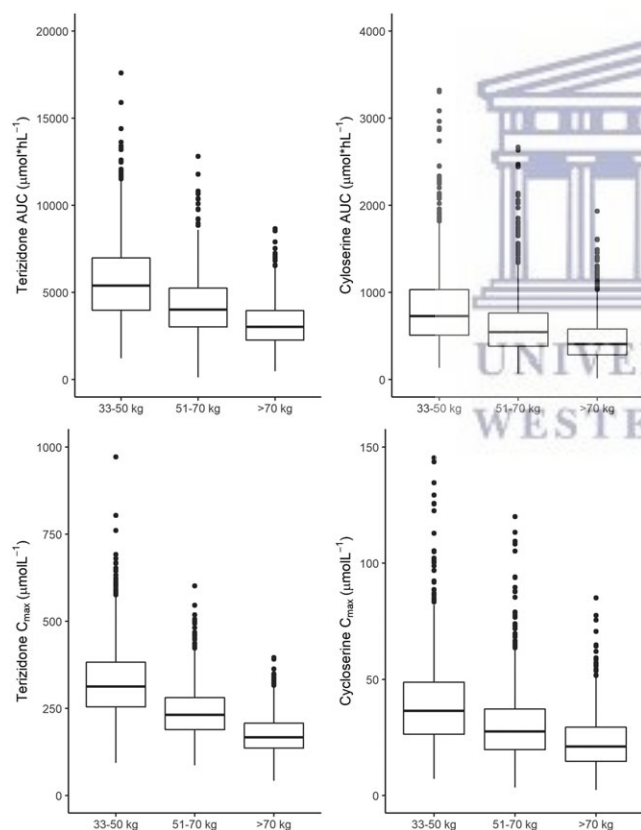 20000
15000
10000
5000
0
Terizidone AUC (μmol*hL⁻¹)
33-50 kg 51-70 kg >70 kg
4000
3000
2000
1000
0
Cyloserine AUC (μmol*hL⁻¹)
33-50 kg 51-70 kg >70 kg
UNIVE
WESTE
1000
750
500
250
0
Terizidone Cmax (μmolL⁻¹)
33-50 kg 51-70 kg >70 kg
150
100
50
0
Cycloserine Cmax (μmolL⁻¹)
33-50 kg 51-70 kg >70 kg